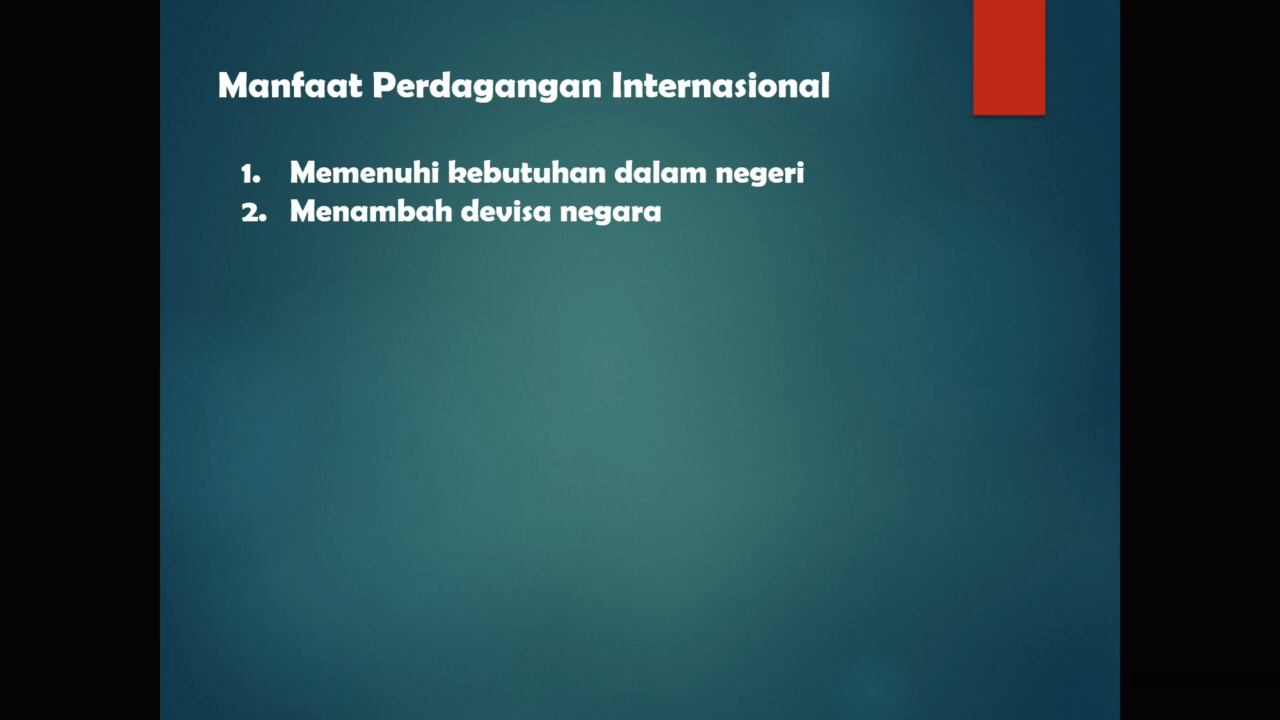 Manfaat Perdagangan Internasional
1. Memenuhi kebutuhan dalam negeri
2. Menambah devisa negara